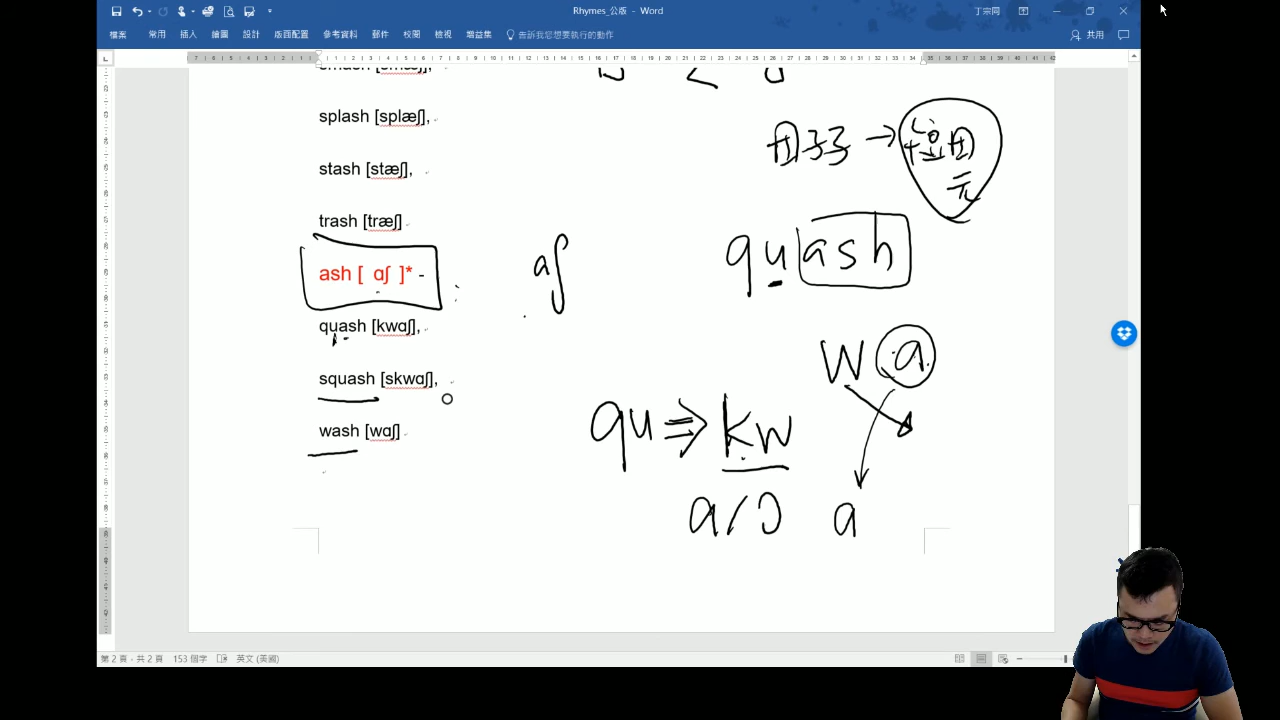 Rhymes_公版 - Word
丁宗同
檔案 常用 插入 繪圖 設計 版面配置 參考資料 郵件 校閱 檢視 增益集 告訴我您想要執行的動作 共用
splash [splæʃ],
stash [stæʃ],
trash [træʃ]
ash [ ɑʃ ]* -
quash [kwɑʃ],
squash [skwɑʃ],
wash [wɑʃ]
aʃ
quash
w a
qu ⇒ kw
a/ɔ a
第 2 頁,共 2 頁 153 個字 英文 (美國)